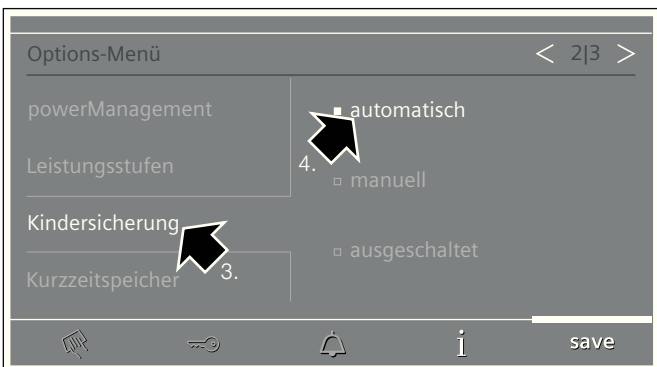 Options-Menü
< 2|3 >
powerManagement
Leistungsstufen
Kindersicherung
Kurzzeitspeicher
3.
4.
automatisch
manuell
ausgeschaltet
i
save